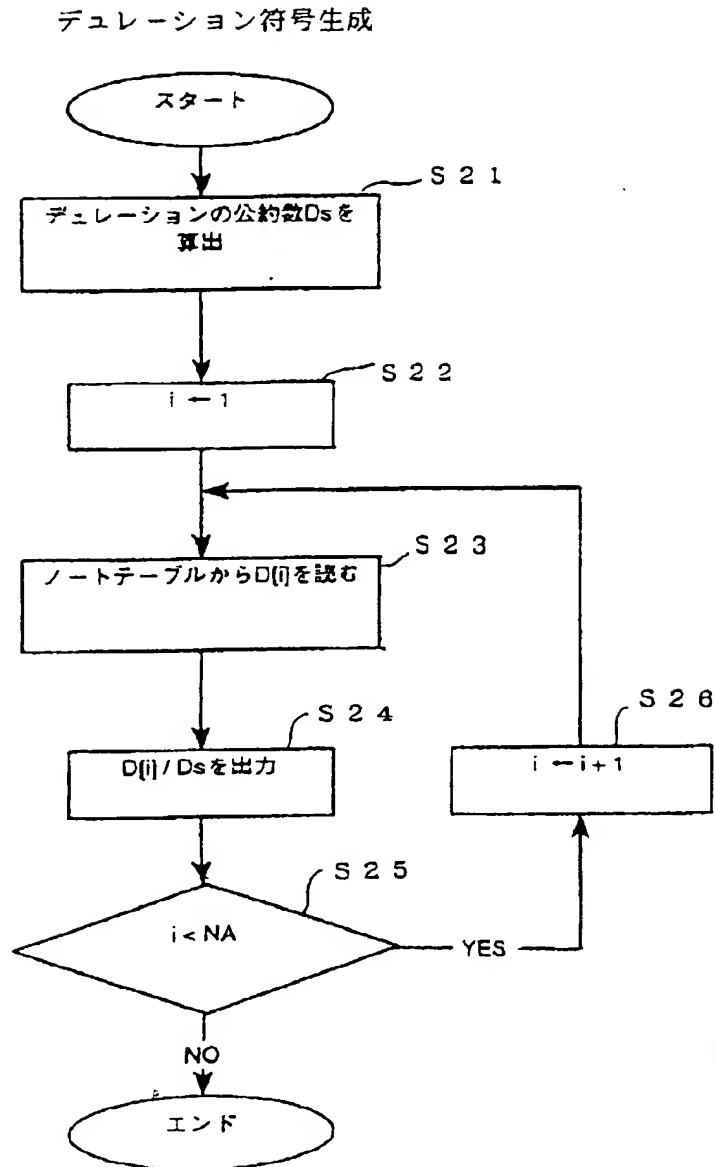 デュレーション符号生成
スタート
S21
デュレーションの公約数Dsを
算出
S22
i ← 1
S23
ノートテーブルからD[i]を読む
S24
D[i] / Dsを出力
S26
i ← i + 1
S25
i < NA
YES
NO
エンド